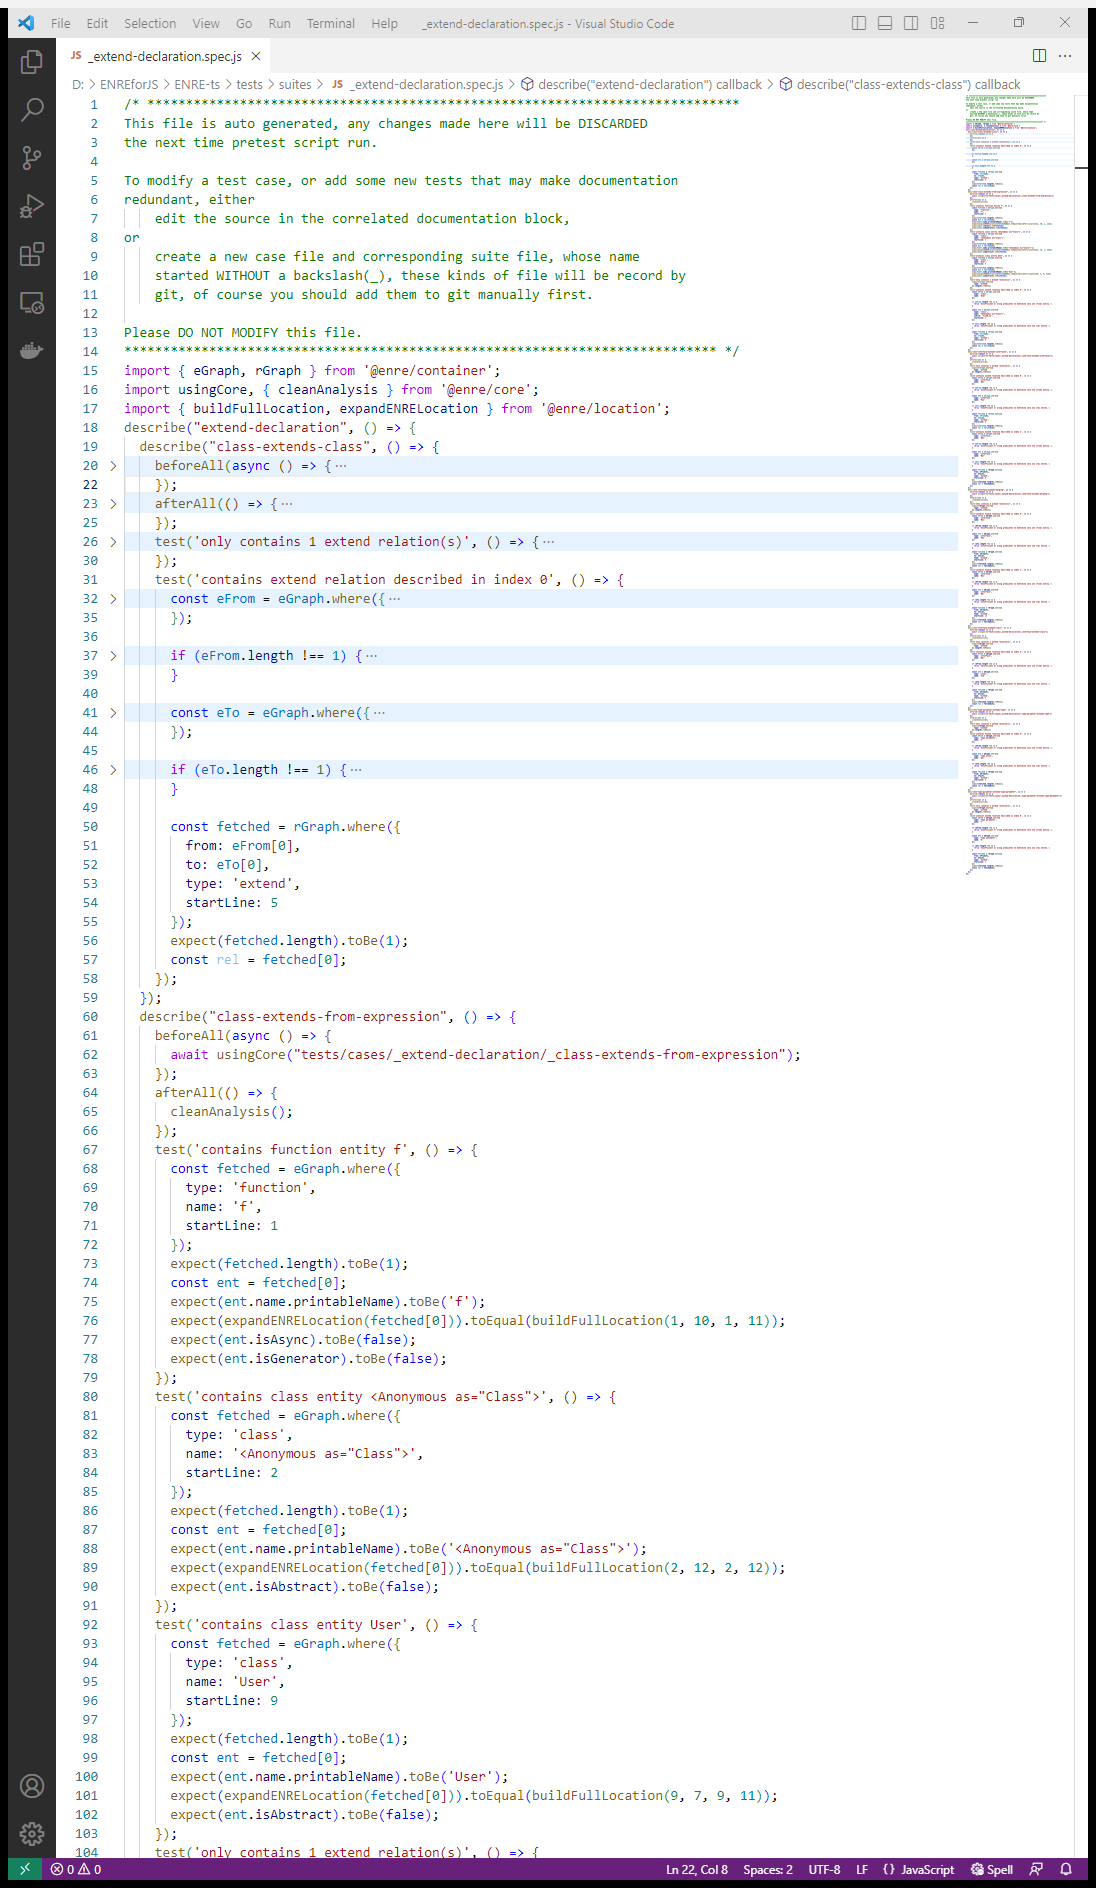 File Edit Selection View Go Run Terminal Help _extend-declaration.spec.js - Visual Studio Code
JS _extend-declaration.spec.js
D: > ENREforJS > ENRE-ts > tests > suites > JS _extend-declaration.spec.js > describe("extend-declaration") callback > describe("class-extends-class") callback
1 /* *****************************************************************************
2 This file is auto generated, any changes made here will be DISCARDED
3 the next time pretest script run.
4
5 To modify a test case, or add some new tests that may make documentation
6 redundant, either
7     edit the source in the correlated documentation block,
8 or
9     create a new case file and corresponding suite file, whose name
10     started WITHOUT a backslash(_), these kinds of file will be record by
11     git, of course you should add them to git manually first.
12
13 Please DO NOT MODIFY this file.
14 ***************************************************************************** */
15 import { eGraph, rGraph } from '@enre/container';
16 import usingCore, { cleanAnalysis } from '@enre/core';
17 import { buildFullLocation, expandENRELocation } from '@enre/location';
18 describe("extend-declaration", () => {
19   describe("class-extends-class", () => {
20 >     beforeAll(async () => { ···
22     });
23 >     afterAll(() => { ···
25     });
26 >     test('only contains 1 extend relation(s)', () => { ···
30     });
31     test('contains extend relation described in index 0', () => {
32 >       const eFrom = eGraph.where({ ···
35       });
36
37 >       if (eFrom.length !== 1) { ···
39       }
40
41 >       const eTo = eGraph.where({ ···
44       });
45
46 >       if (eTo.length !== 1) { ···
48       }
49
50       const fetched = rGraph.where({
51         from: eFrom[0],
52         to: eTo[0],
53         type: 'extend',
54         startLine: 5
55       });
56       expect(fetched.length).toBe(1);
57       const rel = fetched[0];
58     });
59   });
60   describe("class-extends-from-expression", () => {
61     beforeAll(async () => {
62       await usingCore("tests/cases/_extend-declaration/_class-extends-from-expression");
63     });
64     afterAll(() => {
65       cleanAnalysis();
66     });
67     test('contains function entity f', () => {
68       const fetched = eGraph.where({
69         type: 'function',
70         name: 'f',
71         startLine: 1
72       });
73       expect(fetched.length).toBe(1);
74       const ent = fetched[0];
75       expect(ent.name.printableName).toBe('f');
76       expect(expandENRELocation(fetched[0])).toEqual(buildFullLocation(1, 10, 1, 11));
77       expect(ent.isAsync).toBe(false);
78       expect(ent.isGenerator).toBe(false);
79     });
80     test('contains class entity <Anonymous as="Class">', () => {
81       const fetched = eGraph.where({
82         type: 'class',
83         name: '<Anonymous as="Class">',
84         startLine: 2
85       });
86       expect(fetched.length).toBe(1);
87       const ent = fetched[0];
88       expect(ent.name.printableName).toBe('<Anonymous as="Class">');
89       expect(expandENRELocation(fetched[0])).toEqual(buildFullLocation(2, 12, 2, 12));
90       expect(ent.isAbstract).toBe(false);
91     });
92     test('contains class entity User', () => {
93       const fetched = eGraph.where({
94         type: 'class',
95         name: 'User',
96         startLine: 9
97       });
98       expect(fetched.length).toBe(1);
99       const ent = fetched[0];
100       expect(ent.name.printableName).toBe('User');
101       expect(expandENRELocation(fetched[0])).toEqual(buildFullLocation(9, 7, 9, 11));
102       expect(ent.isAbstract).toBe(false);
103     });
104     test('only contains 1 extend relation(s)', () => {
0 0 Ln 22, Col 8 Spaces: 2 UTF-8 LF {} JavaScript Spell